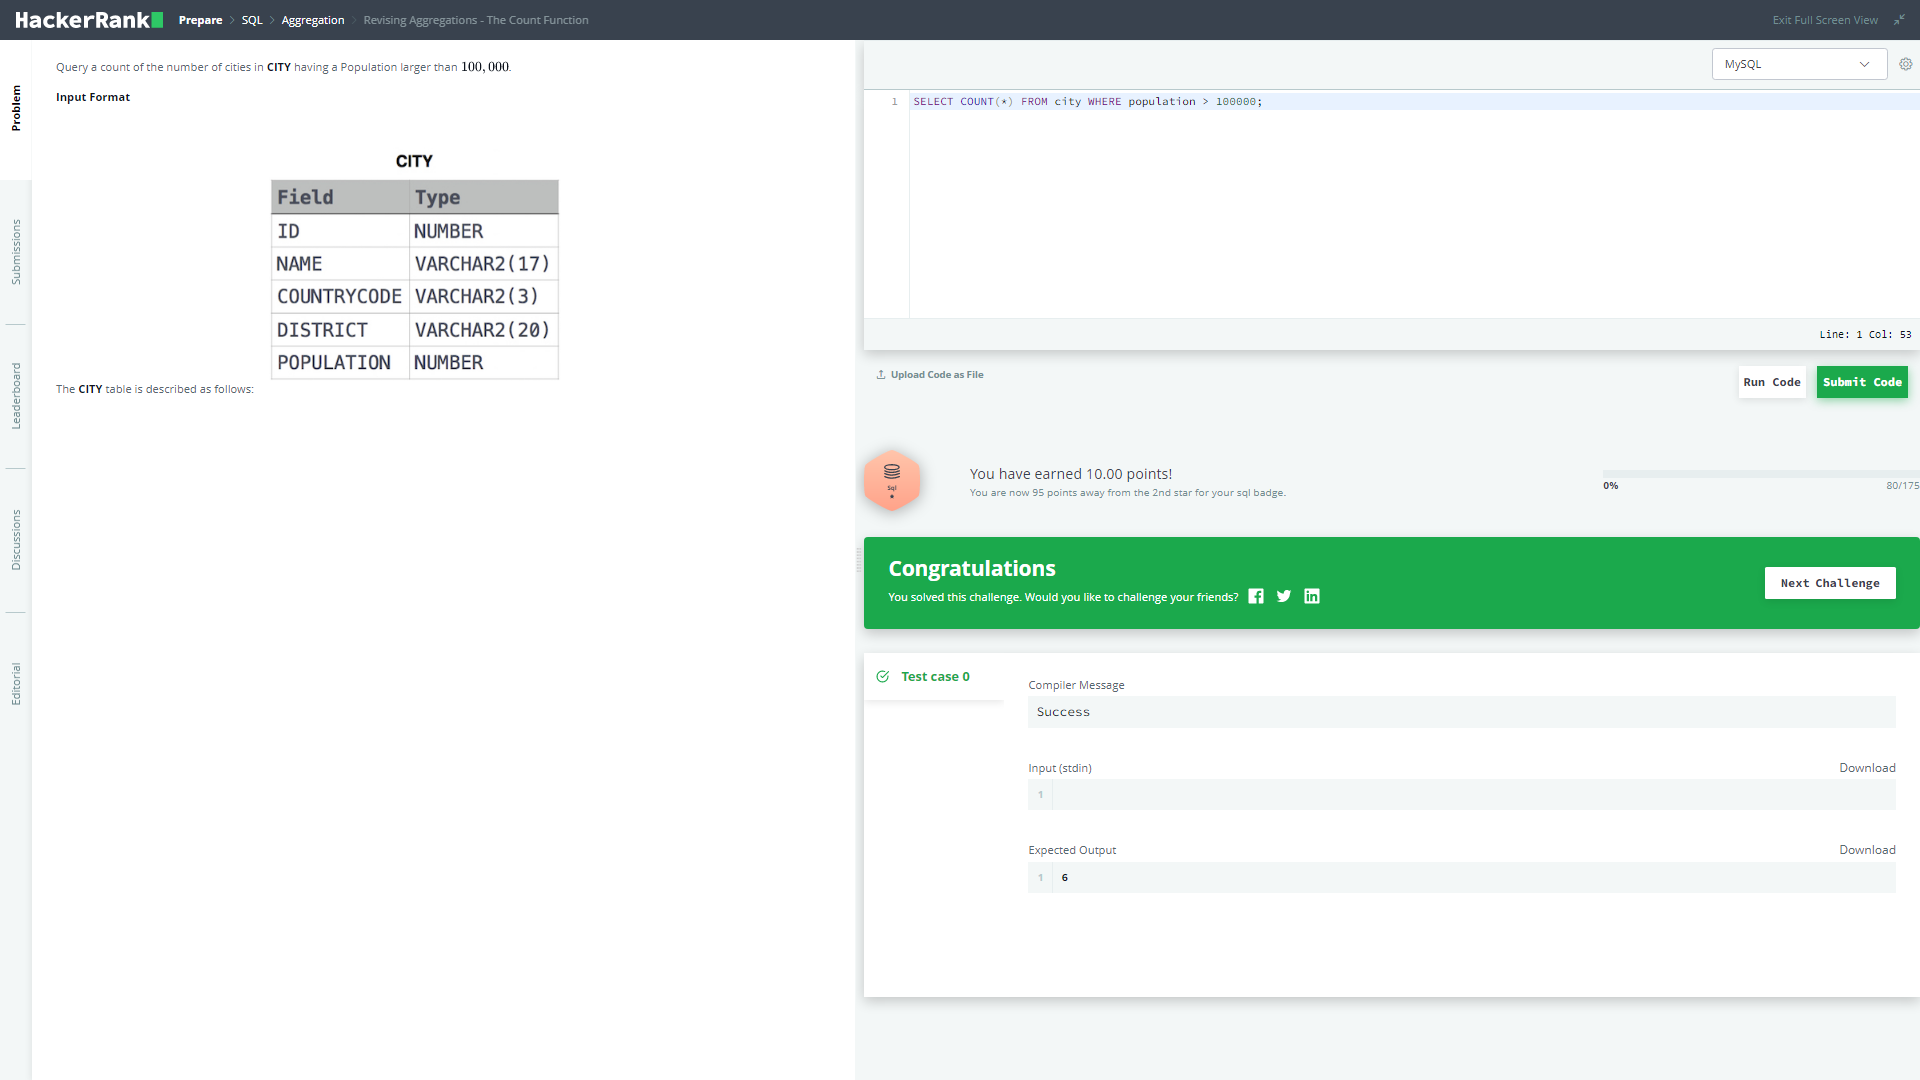 HackerRank Prepare SQL Aggregation Revising Aggregations - The Count Function Exit Full Screen View
Problem
Submissions
Leaderboard
Discussions
Editorial
Query a count of the number of cities in CITY having a Population larger than 100,000.
Input Format
CITY
Field Type
ID NUMBER
NAME VARCHAR2(17)
COUNTRYCODE VARCHAR2(3)
DISTRICT VARCHAR2(20)
POPULATION NUMBER
The CITY table is described as follows:
MySQL
1 SELECT COUNT(*) FROM city WHERE population > 100000;
Line: 1 Col: 53
Upload Code as File
Run Code Submit Code
Sql
You have earned 10.00 points!
You are now 95 points away from the 2nd star for your sql badge.
0% 80/175
Congratulations
You solved this challenge. Would you like to challenge your friends?
Next Challenge
Test case 0
Compiler Message
Success
Input (stdin) Download
1
Expected Output Download
1 6